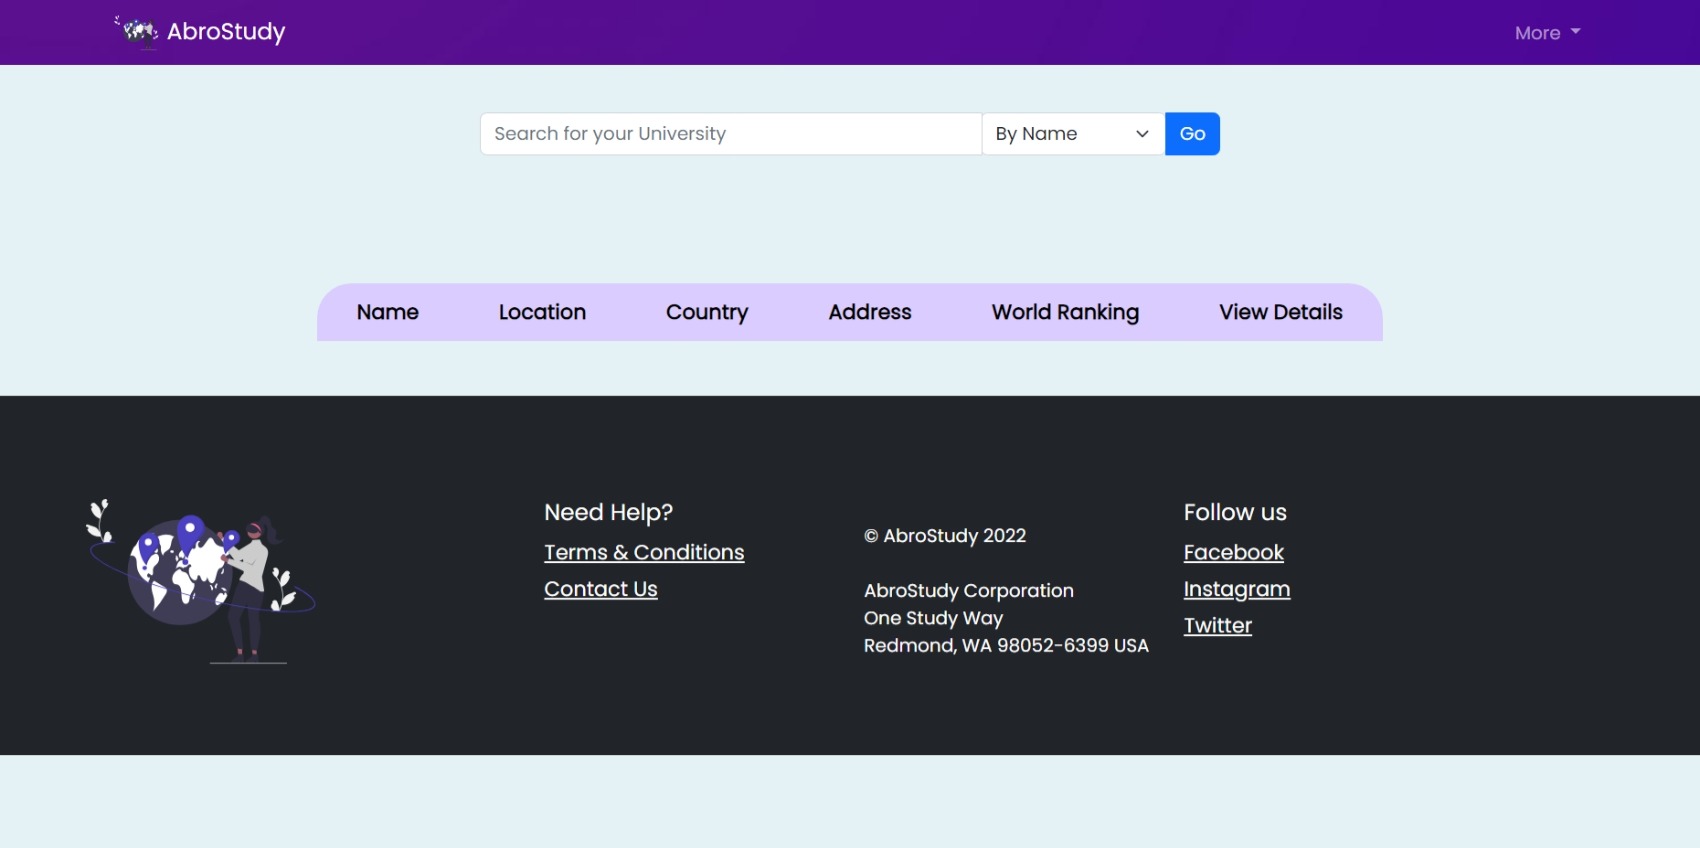 AbroStudy
More
Search for your University
By Name
Go
Name Location Country Address World Ranking View Details
Need Help?
Terms & Conditions
Contact Us
© AbroStudy 2022
AbroStudy Corporation
One Study Way
Redmond, WA 98052-6399 USA
Follow us
Facebook
Instagram
Twitter